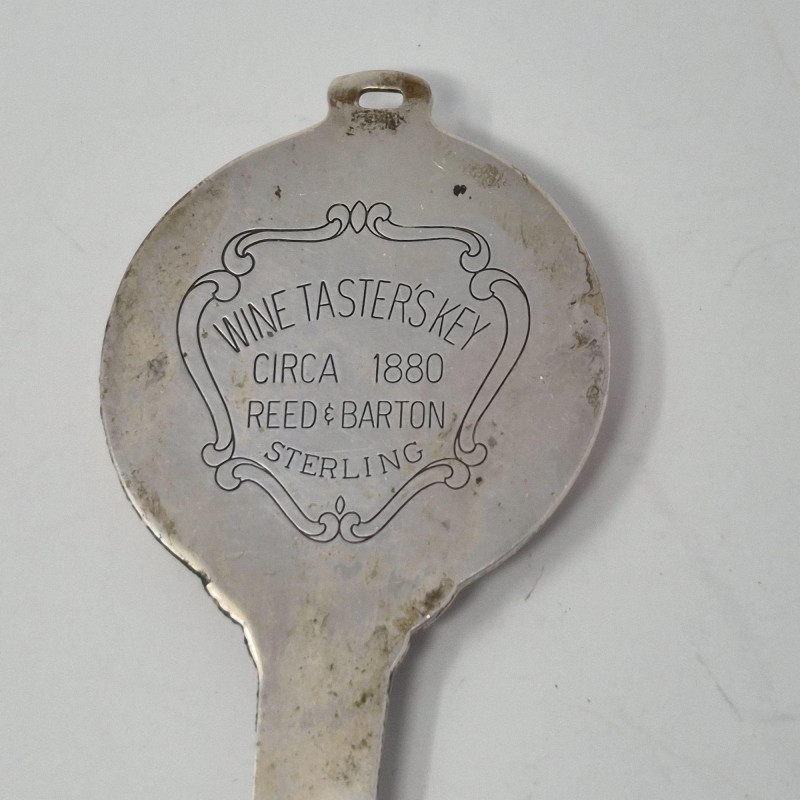 WINE TASTER'S KEY
CIRCA 1880
REED & BARTON
STERLING